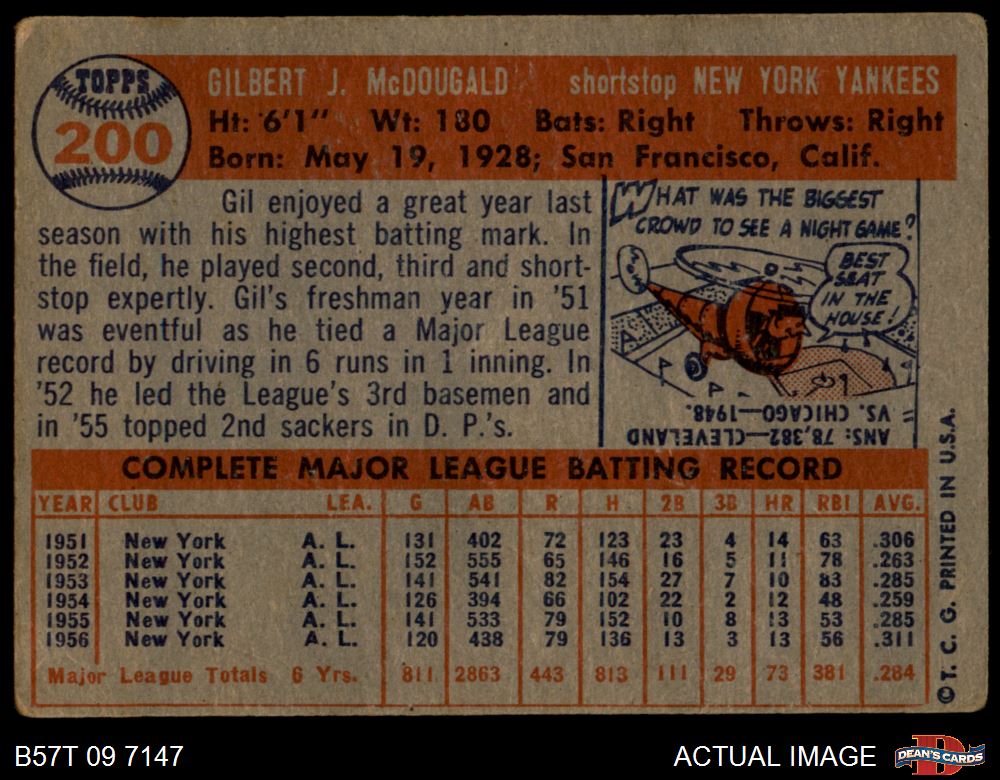 TOPPS
200
GILBERT J. McDOUGALD shortstop NEW YORK YANKEES
Ht: 6'1" Wt: 180 Bats: Right Throws: Right
Born: May 19, 1928; San Francisco, Calif.
Gil enjoyed a great year last
season with his highest batting mark. In
the field, he played second, third and short-
stop expertly. Gil's freshman year in '51
was eventful as he tied a Major League
record by driving in 6 runs in 1 inning. In
'52 he led the League's 3rd basemen and
in '55 topped 2nd sackers in D. P.'s.
WHAT WAS THE BIGGEST
CROWD TO SEE A NIGHT GAME?
BEST
SEAT
IN THE
HOUSE!
ANS: 78,382—CLEVELAND
VS. CHICAGO—1948.
COMPLETE MAJOR LEAGUE BATTING RECORD
YEAR CLUB LEA. G AB R H 2B 3B HR RBI AVG.
1951 New York A. L. 131 402 72 123 23 4 14 63 .306
1952 New York A. L. 152 555 65 146 16 5 11 78 .263
1953 New York A. L. 141 541 82 154 27 7 10 83 .285
1954 New York A. L. 126 394 66 102 22 2 12 48 .259
1955 New York A. L. 141 533 79 152 10 8 13 53 .285
1956 New York A. L. 120 438 79 136 13 3 13 56 .311
Major League Totals 6 Yrs. 811 2863 443 813 111 29 73 381 .284
© T. C. G. PRINTED IN U.S.A.
B57T 09 7147
ACTUAL IMAGE
DEAN'S CARDS